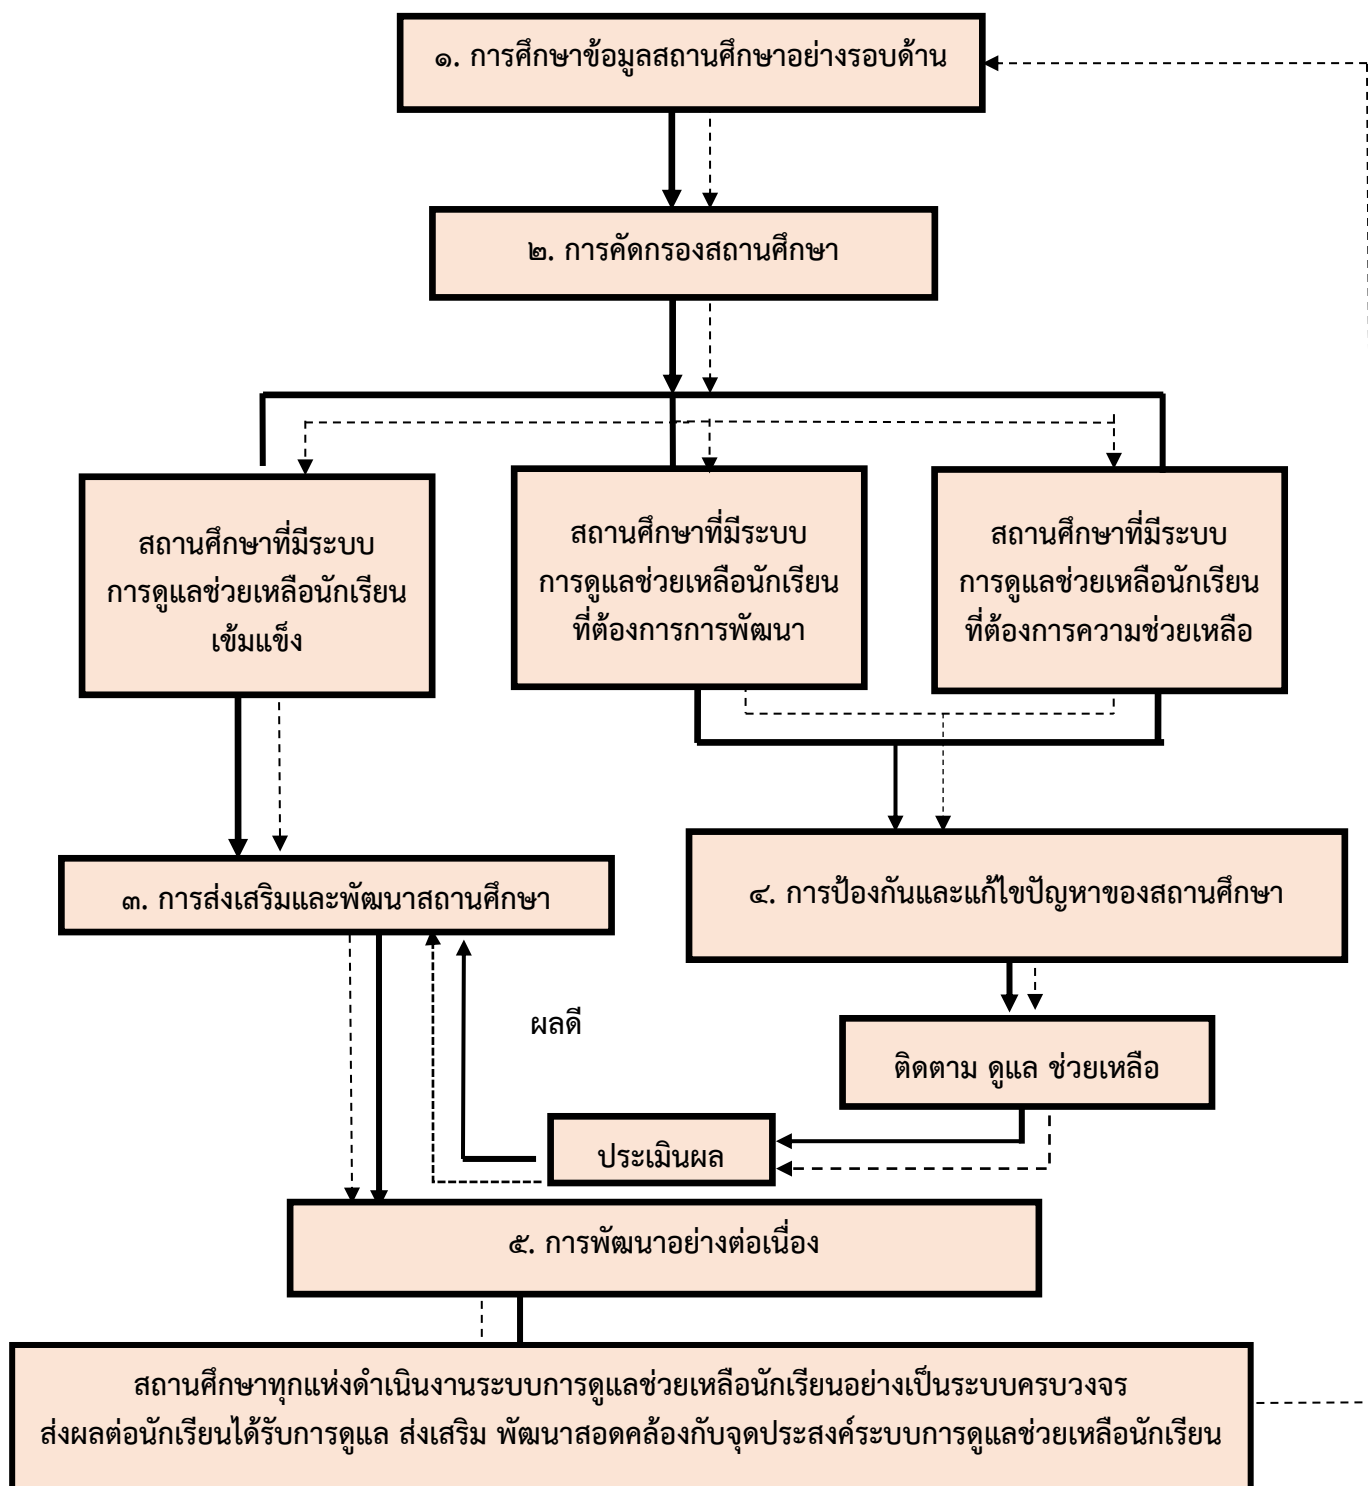 ๑. การศึกษาข้อมูลสถานศึกษาอย่างรอบด้าน
๒. การคัดกรองสถานศึกษา
สถานศึกษาที่มีระบบ
การดูแลช่วยเหลือนักเรียน
เข้มแข็ง
สถานศึกษาที่มีระบบ
การดูแลช่วยเหลือนักเรียน
ที่ต้องการการพัฒนา
สถานศึกษาที่มีระบบ
การดูแลช่วยเหลือนักเรียน
ที่ต้องการความช่วยเหลือ
๓. การส่งเสริมและพัฒนาสถานศึกษา
๔. การป้องกันและแก้ไขปัญหาของสถานศึกษา
ผลดี
ติดตาม ดูแล ช่วยเหลือ
ประเมินผล
๕. การพัฒนาอย่างต่อเนื่อง
สถานศึกษาทุกแห่งดำเนินงานระบบการดูแลช่วยเหลือนักเรียนอย่างเป็นระบบครบวงจร
ส่งผลต่อนักเรียนได้รับการดูแล ส่งเสริม พัฒนาสอดคล้องกับจุดประสงค์ระบบการดูแลช่วยเหลือนักเรียน